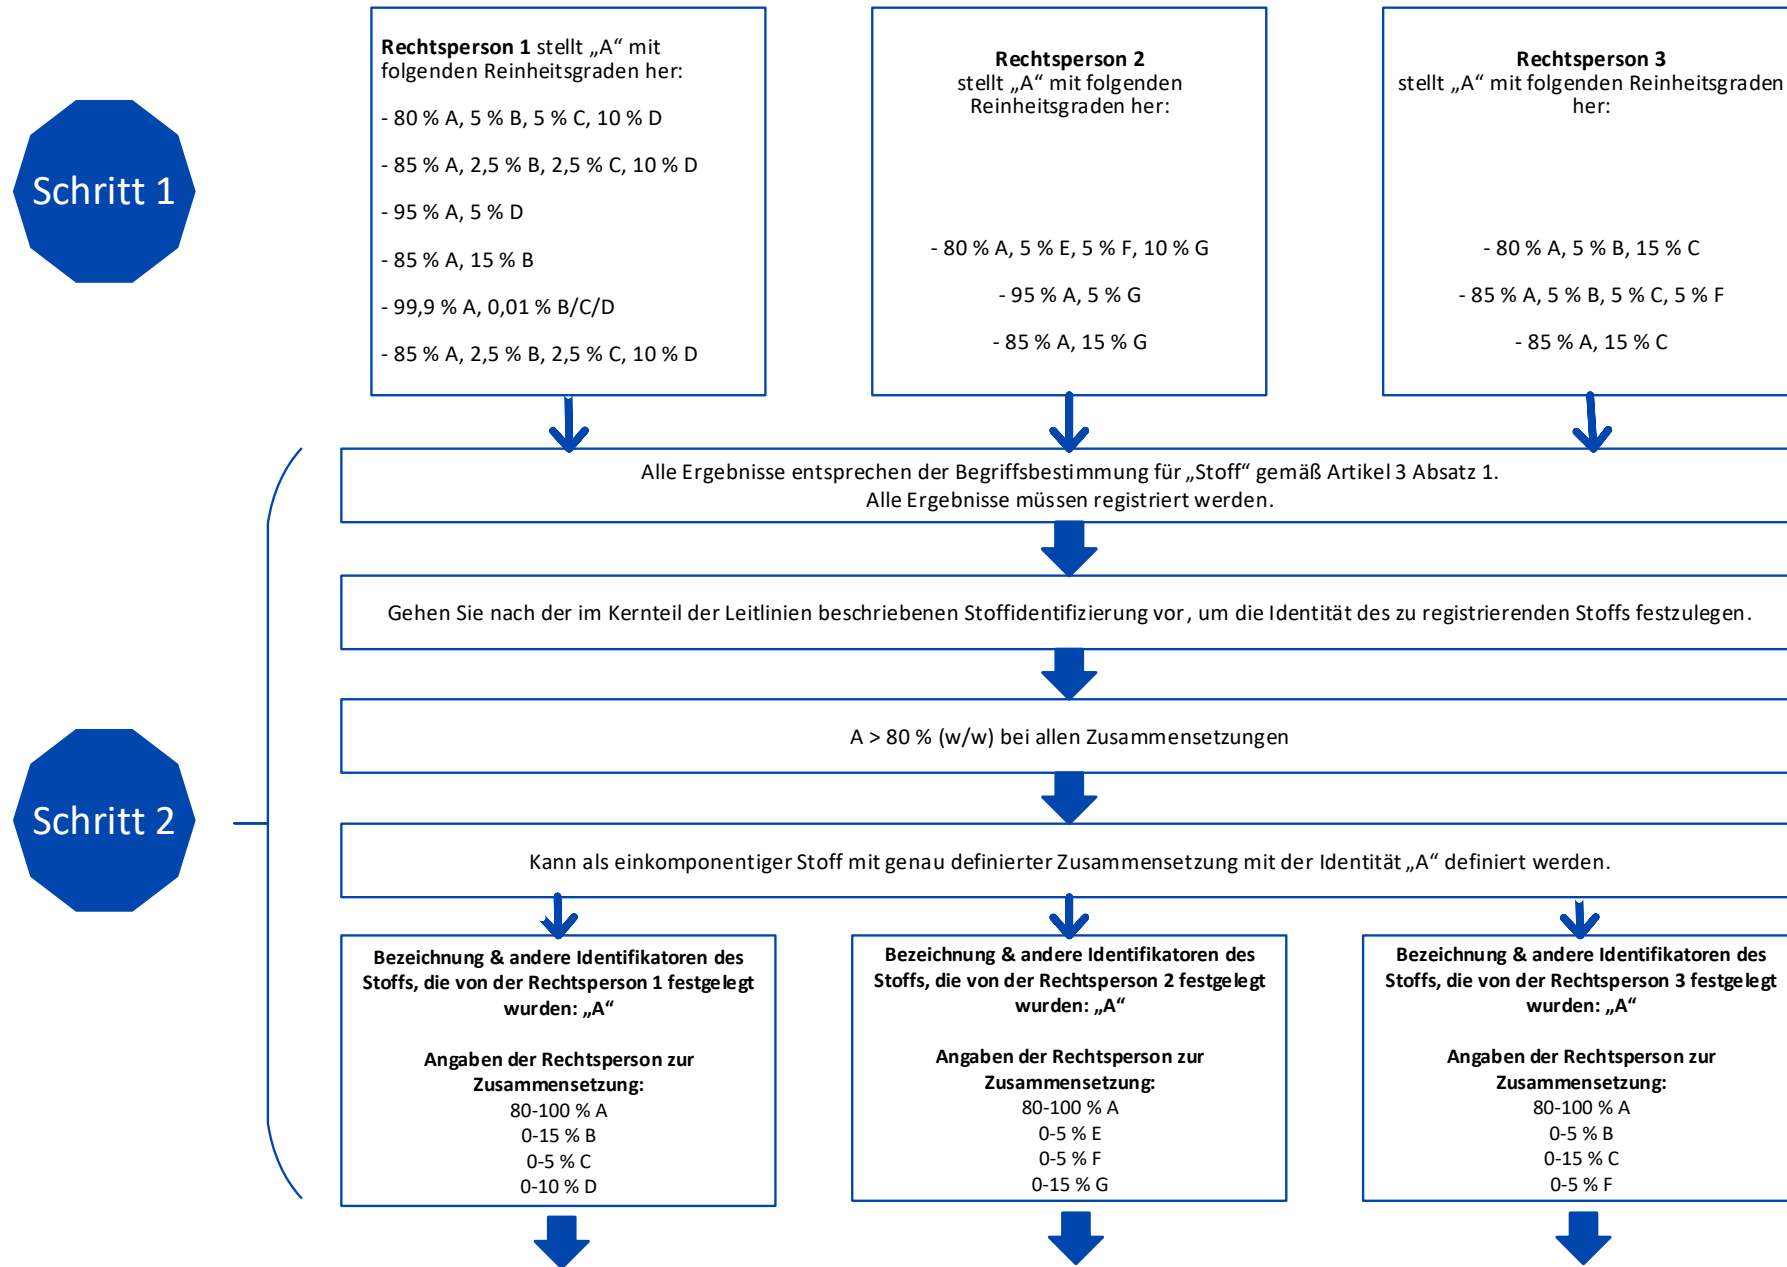 Schritt 1
Rechtsperson 1 stellt „A“ mit
folgenden Reinheitsgraden her:
- 80 % A, 5 % B, 5 % C, 10 % D
- 85 % A, 2,5 % B, 2,5 % C, 10 % D
- 95 % A, 5 % D
- 85 % A, 15 % B
- 99,9 % A, 0,01 % B/C/D
- 85 % A, 2,5 % B, 2,5 % C, 10 % D
Rechtsperson 2
stellt „A“ mit folgenden
Reinheitsgraden her:
- 80 % A, 5 % E, 5 % F, 10 % G
- 95 % A, 5 % G
- 85 % A, 15 % G
Rechtsperson 3
stellt „A“ mit folgenden Reinheitsgraden
her:
- 80 % A, 5 % B, 15 % C
- 85 % A, 5 % B, 5 % C, 5 % F
- 85 % A, 15 % C
Schritt 2
Alle Ergebnisse entsprechen der Begriffsbestimmung für „Stoff“ gemäß Artikel 3 Absatz 1.
Alle Ergebnisse müssen registriert werden.
Gehen Sie nach der im Kernteil der Leitlinien beschriebenen Stoffidentifizierung vor, um die Identität des zu registrierenden Stoffs festzulegen.
A > 80 % (w/w) bei allen Zusammensetzungen
Kann als einkomponentiger Stoff mit genau definierter Zusammensetzung mit der Identität „A“ definiert werden.
Bezeichnung & andere Identifikatoren des
Stoffs, die von der Rechtsperson 1 festgelegt
wurden: „A“
Angaben der Rechtsperson zur
Zusammensetzung:
80-100 % A
0-15 % B
0-5 % C
0-10 % D
Bezeichnung & andere Identifikatoren des
Stoffs, die von der Rechtsperson 2 festgelegt
wurden: „A“
Angaben der Rechtsperson zur
Zusammensetzung:
80-100 % A
0-5 % E
0-5 % F
0-15 % G
Bezeichnung & andere Identifikatoren des
Stoffs, die von der Rechtsperson 3 festgelegt
wurden: „A“
Angaben der Rechtsperson zur
Zusammensetzung:
80-100 % A
0-5 % B
0-15 % C
0-5 % F